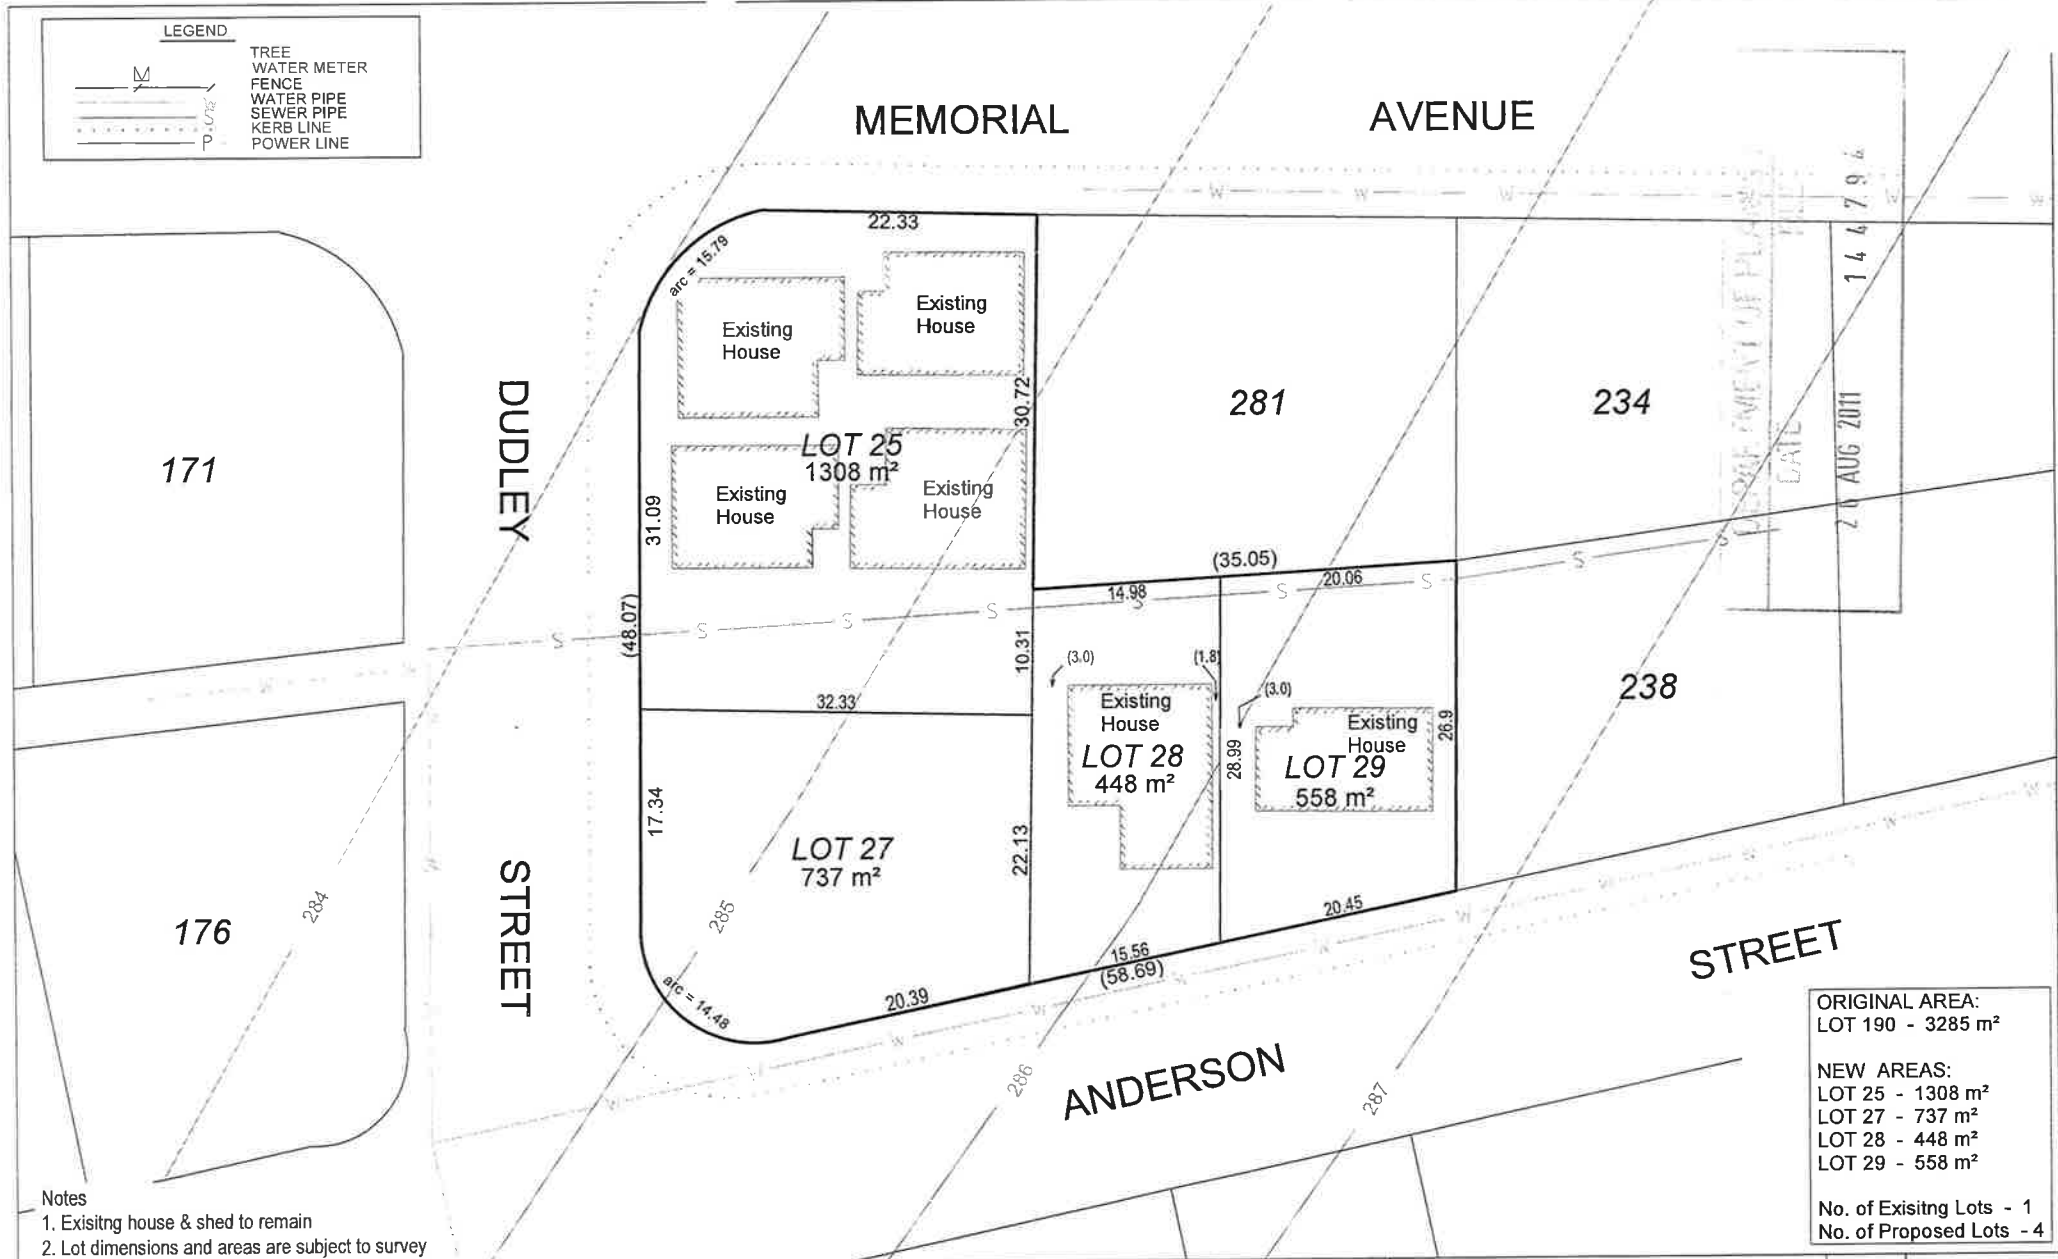 LEGEND
TREE
M WATER METER
FENCE
WATER PIPE
SEWER PIPE
KERB LINE
P POWER LINE
MEMORIAL AVENUE
DUDLEY STREET
ANDERSON STREET
171
176
281
234
238
22.33
arc = 15.79
Existing
House
Existing
House
30.72
LOT 25
1308 m²
Existing
House
Existing
House
31.09
(48.07)
(35.05)
14.98
20.06
10.31
32.33
(3.0)
(1.8)
(3.0)
Existing
House
LOT 28
448 m²
28.99
Existing
House
LOT 29
558 m²
26.9
17.34
LOT 27
737 m²
22.13
arc = 14.48
20.39
15.56
(58.69)
20.45
284
285
286
287
S S S S S S S S S
W W W W W
W W W W W W W W
DEPARTMENT OF PLAN
DATE
26 AUG 2011
1447794
ORIGINAL AREA:
LOT 190 - 3285 m²
NEW AREAS:
LOT 25 - 1308 m²
LOT 27 - 737 m²
LOT 28 - 448 m²
LOT 29 - 558 m²
No. of Exisitng Lots - 1
No. of Proposed Lots - 4
Notes
1. Exisitng house & shed to remain
2. Lot dimensions and areas are subject to survey